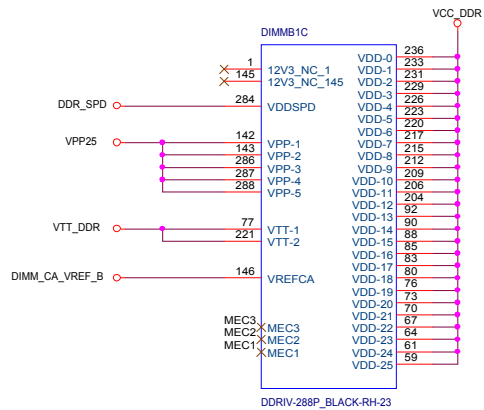 VCC_DDR
DIMMB1C
1 12V3_NC_1
145 12V3_NC_145
DDR_SPD 284 VDDSPD
VPP25 142 VPP-1
143 VPP-2
286 VPP-3
287 VPP-4
288 VPP-5
VTT_DDR 77 VTT-1
221 VTT-2
DIMM_CA_VREF_B 146 VREFCA
MEC3 MEC3
MEC2 MEC2
MEC1 MEC1
VDD-0 236
VDD-1 233
VDD-2 231
VDD-3 229
VDD-4 226
VDD-5 223
VDD-6 220
VDD-7 217
VDD-8 215
VDD-9 212
VDD-10 209
VDD-11 206
VDD-12 204
VDD-13 92
VDD-14 90
VDD-15 88
VDD-16 85
VDD-17 83
VDD-18 80
VDD-19 76
VDD-20 73
VDD-21 70
VDD-22 67
VDD-23 64
VDD-24 61
VDD-25 59
DDRIV-288P_BLACK-RH-23